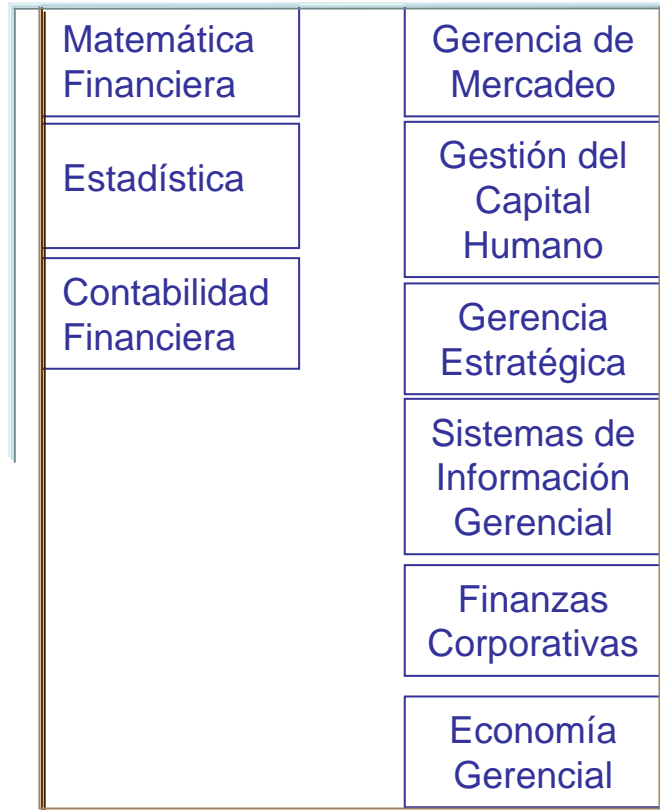 Matemática
Financiera
Estadística
Contabilidad
Financiera
Gerencia de
Mercadeo
Gestión del
Capital
Humano
Gerencia
Estratégica
Sistemas de
Información
Gerencial
Finanzas
Corporativas
Economía
Gerencial